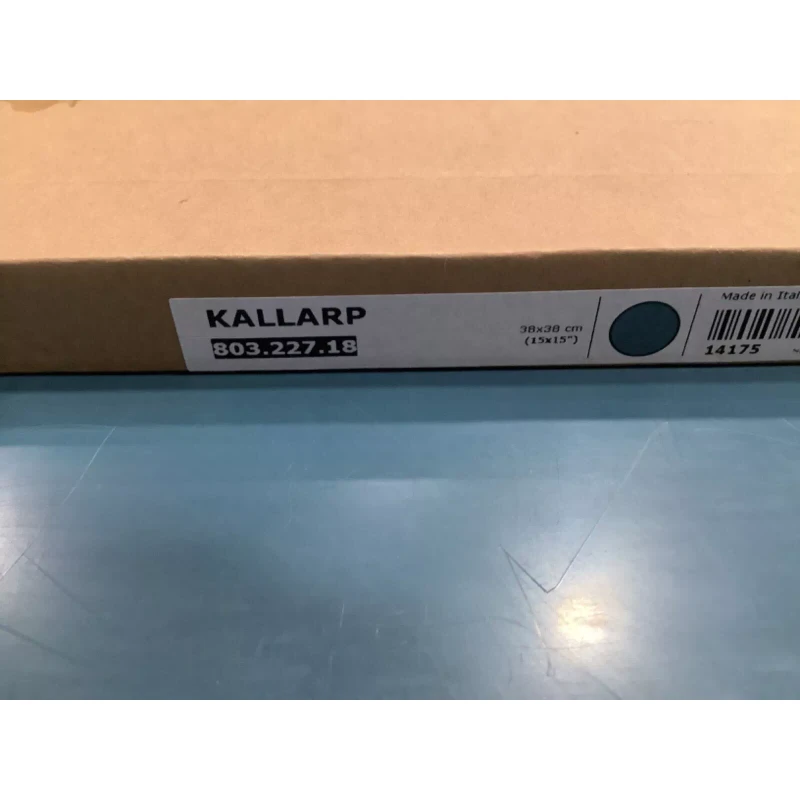 KALLARP
803.227.18
38x38 cm
(15x15")
Made in Ital
14175